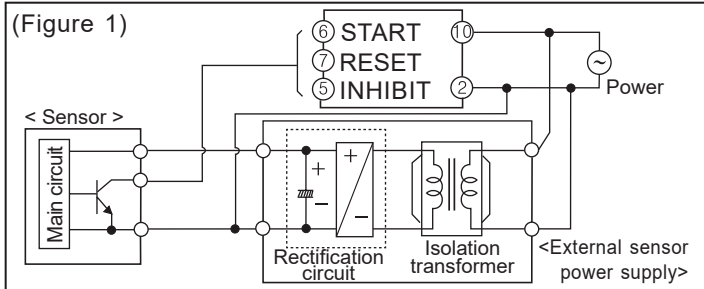 (Figure 1)
6 START 10
7 RESET
5 INHIBIT 2
Power
< Sensor >
Main circuit
+ +
− −
Rectification
circuit
Isolation
transformer
<External sensor
power supply>